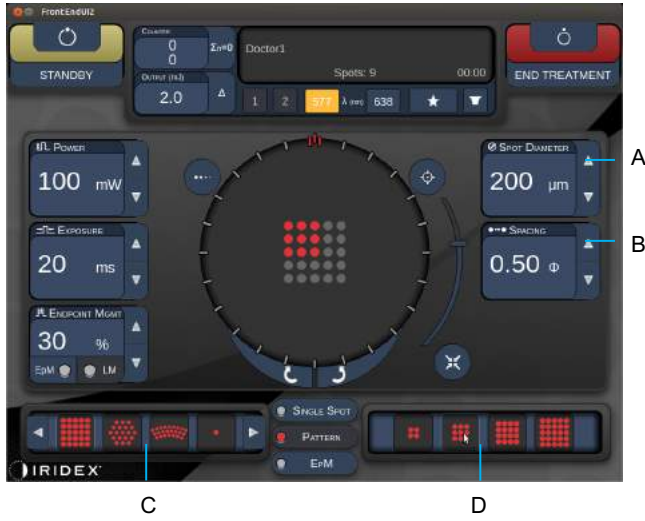 FrontEndUI2
STANDBY
COUNTER
0
0
Σn=0
OUTPUT (mJ)
2.0
Δ
Doctor1
Spots: 9 00:00
1 2 577 λ (nm) 638
END TREATMENT
POWER
100 mW
EXPOSURE
20 ms
ENDPOINT MGMT
30 %
EpM LM
SPOT DIAMETER
200 µm
SPACING
0.50 Φ
A
B
SINGLE SPOT
PATTERN
EPM
IRIDEX
C D